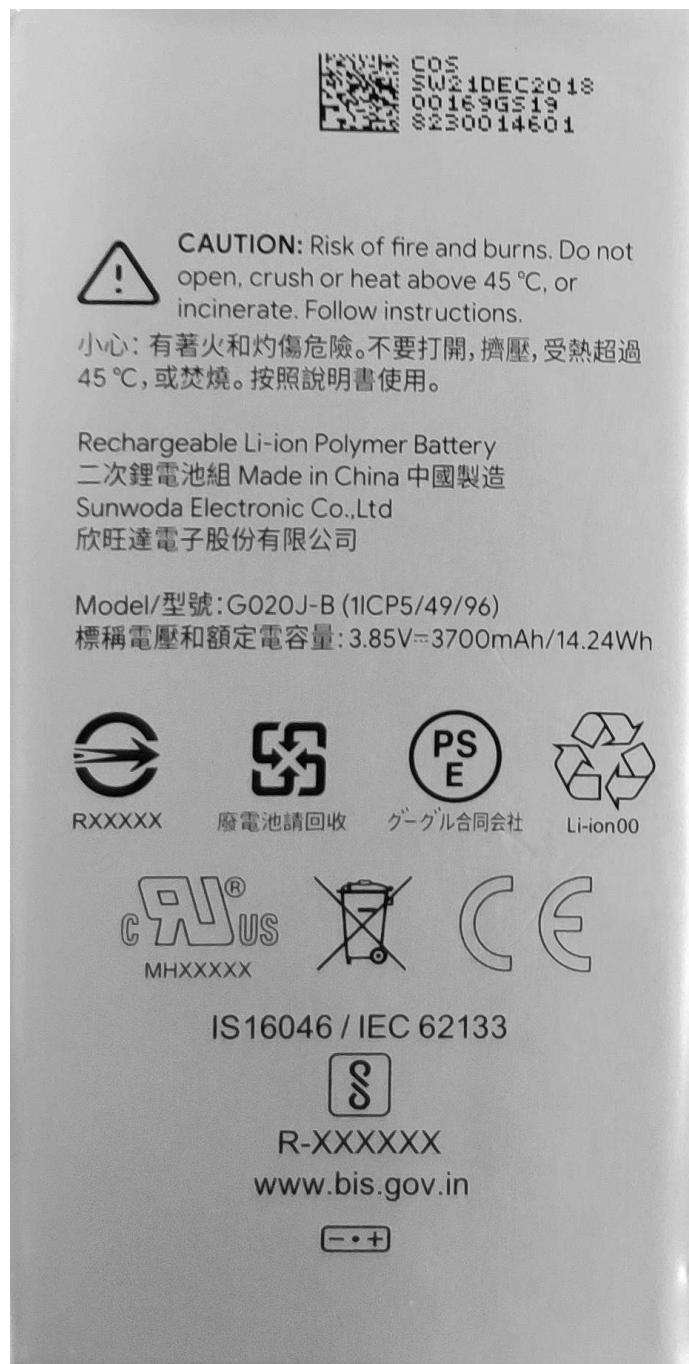 COS
SW21DEC2018
00169GS19
8230014601
CAUTION: Risk of fire and burns. Do not
open, crush or heat above 45 °C, or
incinerate. Follow instructions.
小心: 有著火和灼傷危險。不要打開, 擠壓, 受熱超過
45 °C, 或焚燒。按照說明書使用。
Rechargeable Li-ion Polymer Battery
二次鋰電池組 Made in China 中國製造
Sunwoda Electronic Co.,Ltd
欣旺達電子股份有限公司
Model/型號:G020J-B (1ICP5/49/96)
標稱電壓和額定電容量: 3.85V⎓3700mAh/14.24Wh
PS
E
RXXXXX 廢電池請回收 グーグル合同会社 Li-ion00
c RU ® US CE
MHXXXXX
IS16046 / IEC 62133
R-XXXXXX
www.bis.gov.in